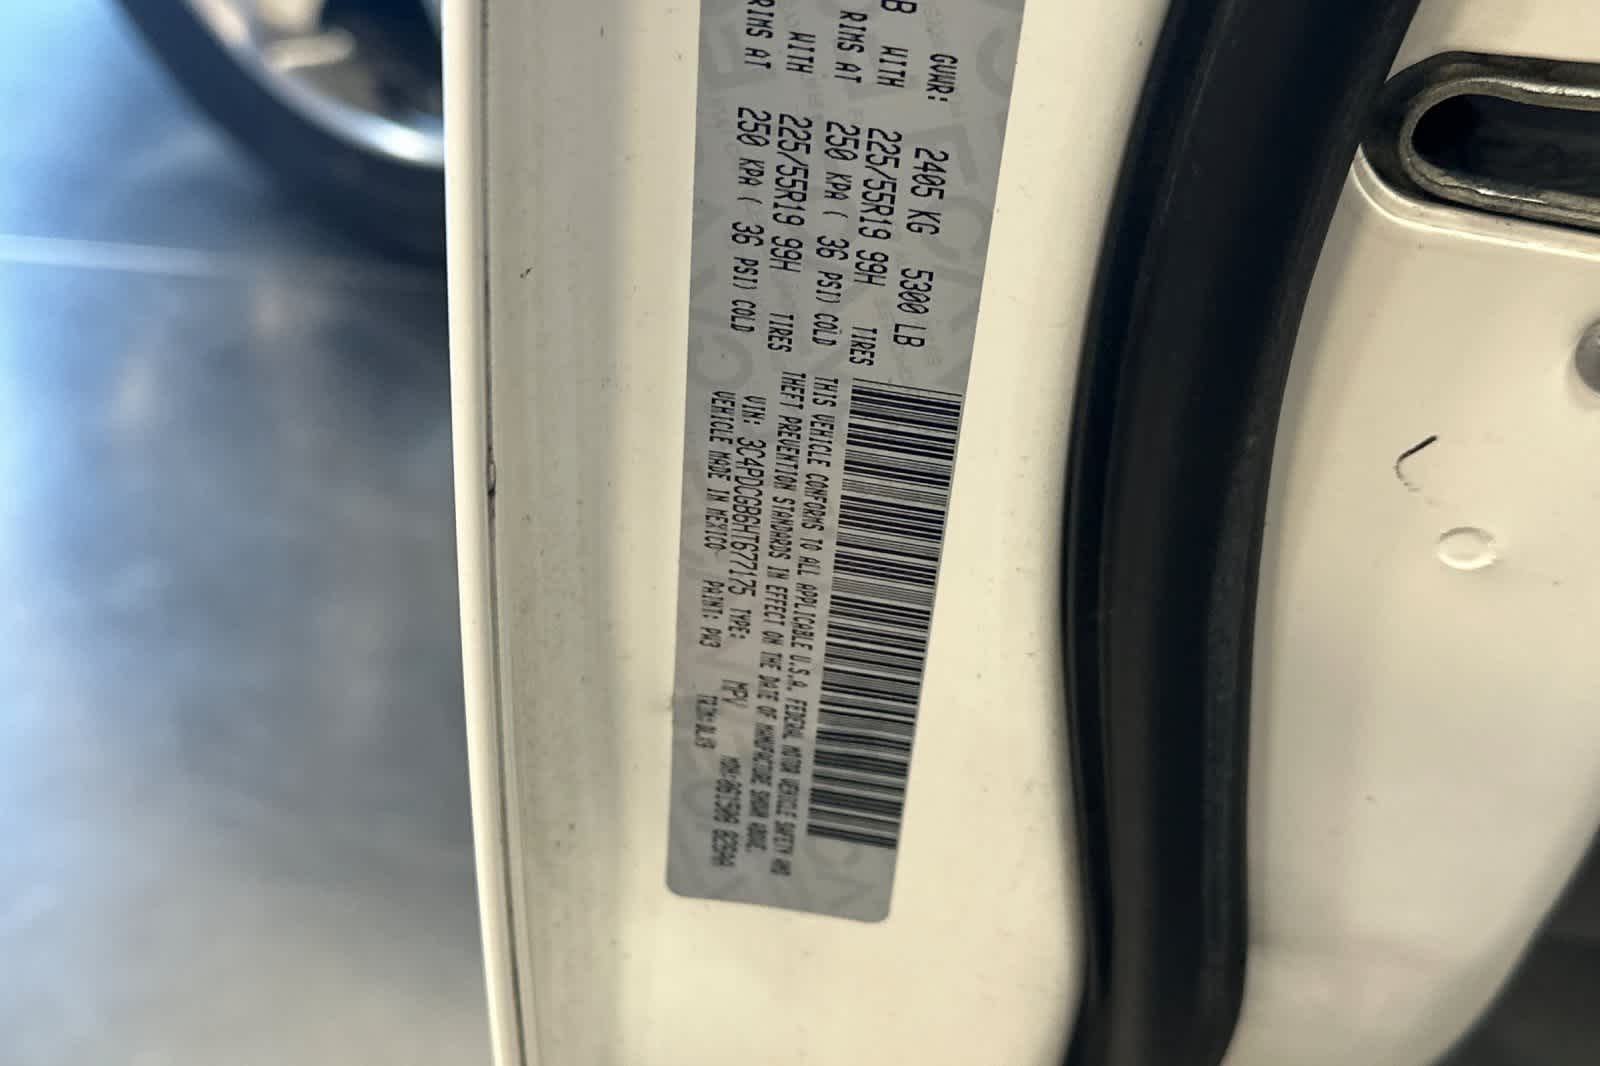 GVWR: 2405 KG 5300 LB
B WITH 225/55R19 99H TIRES
RIMS AT 250 KPA ( 36 PSI) COLD
WITH 225/55R19 99H TIRES
RIMS AT 250 KPA ( 36 PSI) COLD
THIS VEHICLE CONFORMS TO ALL APPLICABLE U.S.A. FEDERAL MOTOR VEHICLE SAFETY AND
THEFT PREVENTION STANDARDS IN EFFECT ON THE DATE OF MANUFACTURE SHOWN ABOVE.
VIN: 3C4PDCGB6HT677175 TYPE: MPV MDH:
VEHICLE MADE IN MEXICO PAINT: PW3 TRIM: